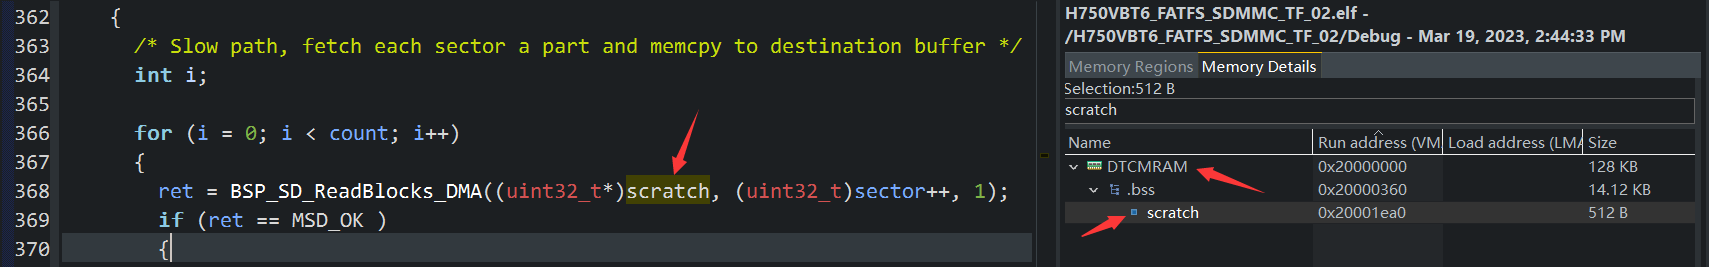 362 {
363 /* Slow path, fetch each sector a part and memcpy to destination buffer */
364 int i;
365
366 for (i = 0; i < count; i++)
367 {
368 ret = BSP_SD_ReadBlocks_DMA((uint32_t*)scratch, (uint32_t)sector++, 1);
369 if (ret == MSD_OK )
370 {
H750VBT6_FATFS_SDMMC_TF_02.elf -
/H750VBT6_FATFS_SDMMC_TF_02/Debug - Mar 19, 2023, 2:44:33 PM
Memory Regions Memory Details
Selection:512 B
scratch
Name Run address (VM Load address (LMA Size
DTCMRAM 0x20000000 128 KB
.bss 0x20000360 14.12 KB
scratch 0x20001ea0 512 B